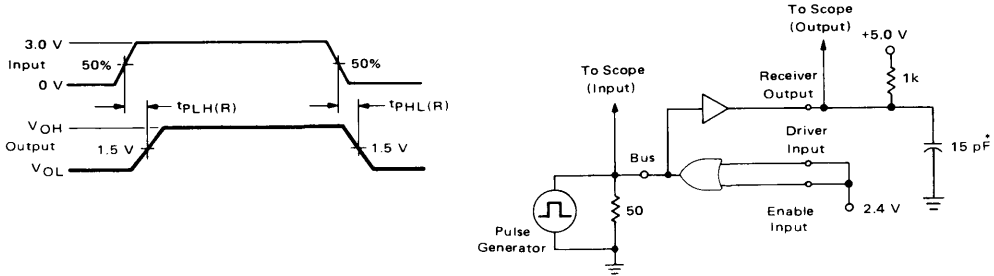 3.0 V
Input
50%
50%
0 V
tPLH(R)
tPHL(R)
VOH
Output
1.5 V
1.5 V
VOL
To Scope
(Output)
+5.0 V
To Scope
(Input)
Receiver
Output
1k
Driver
Input
15 pF*
Bus
50
Pulse
Generator
Enable
Input
2.4 V